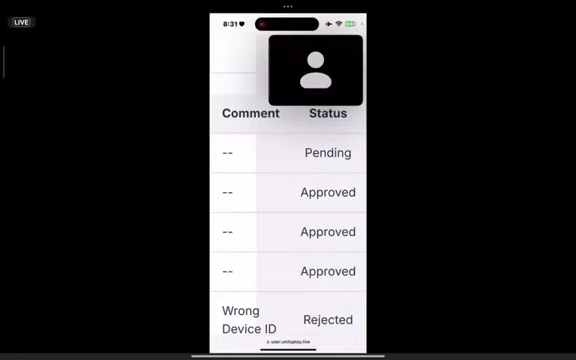 LIVE
8:31
Comment Status
-- Pending
-- Approved
-- Approved
-- Approved
Wrong
Device ID Rejected
user.unityplay.live